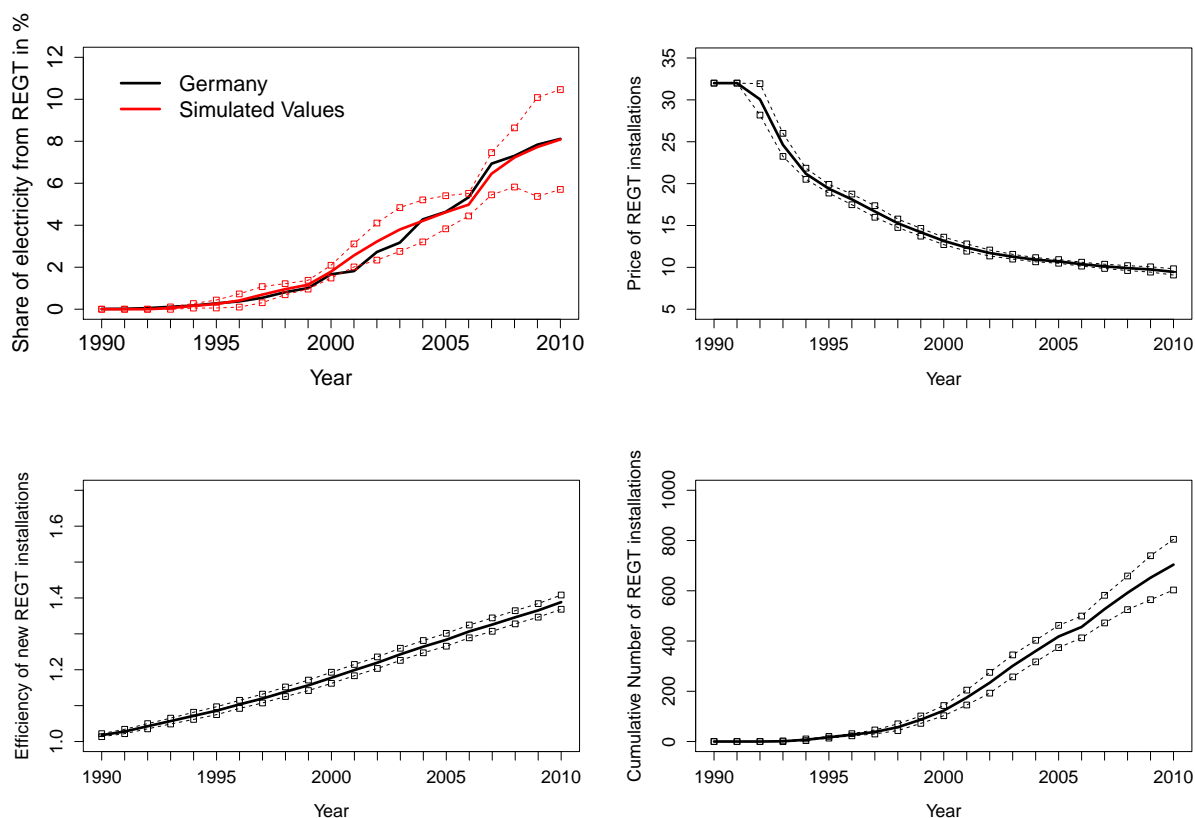 Share of electricity from REGT in %
12
10
8
6
4
2
0
Germany
Simulated Values
1990 1995 2000 2005 2010
Year
Price of REGT installations
35
30
25
20
15
10
5
1990 1995 2000 2005 2010
Year
Efficiency of new REGT installations
1.6
1.4
1.2
1.0
1990 1995 2000 2005 2010
Year
Cumulative Number of REGT installations
1000
800
600
400
200
0
1990 1995 2000 2005 2010
Year